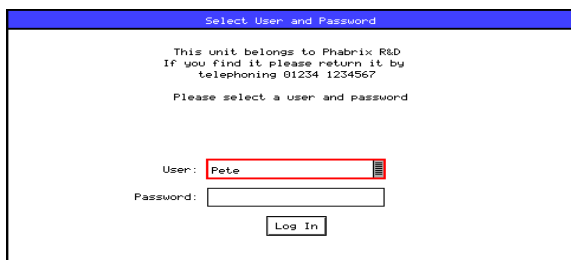 Select User and Password
This unit belongs to Phabrix R&D
If you find it please return it by
telephoning 01234 1234567
Please select a user and password
User: Pete
Password:
Log In